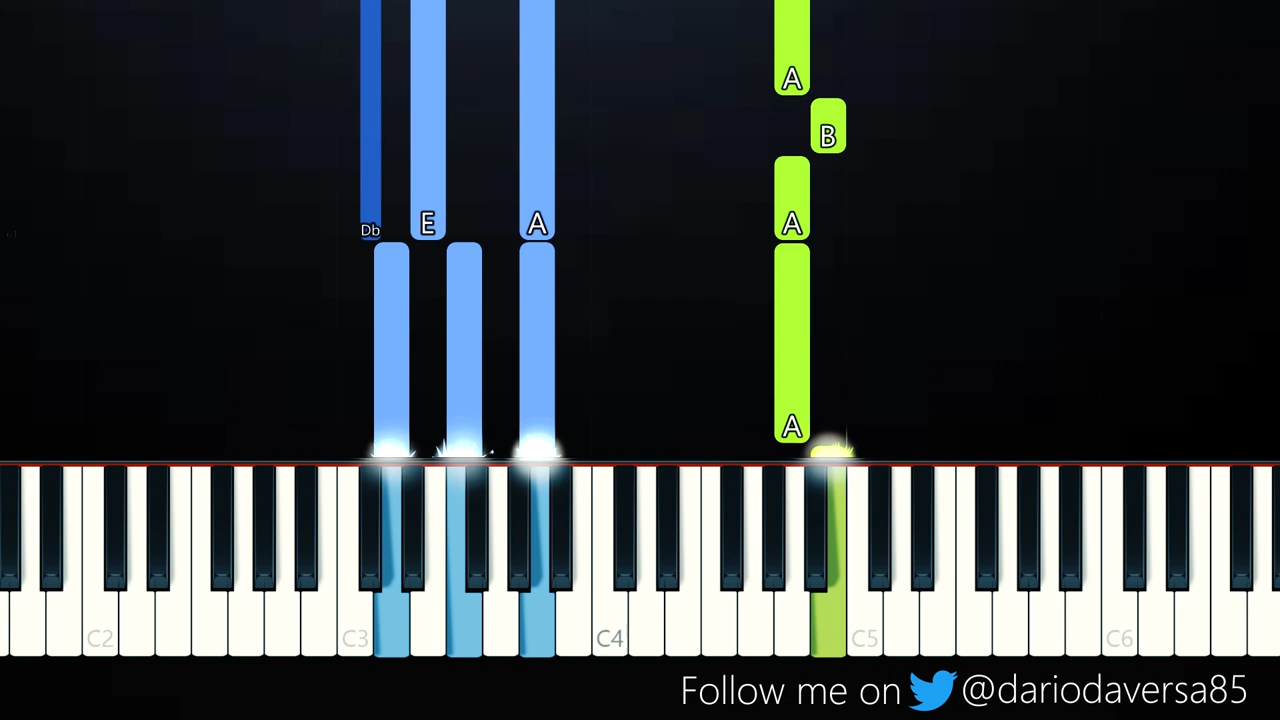 A
B
Db E A A
A
C2 C3 C4 C5 C6
Follow me on @dariodaversa85